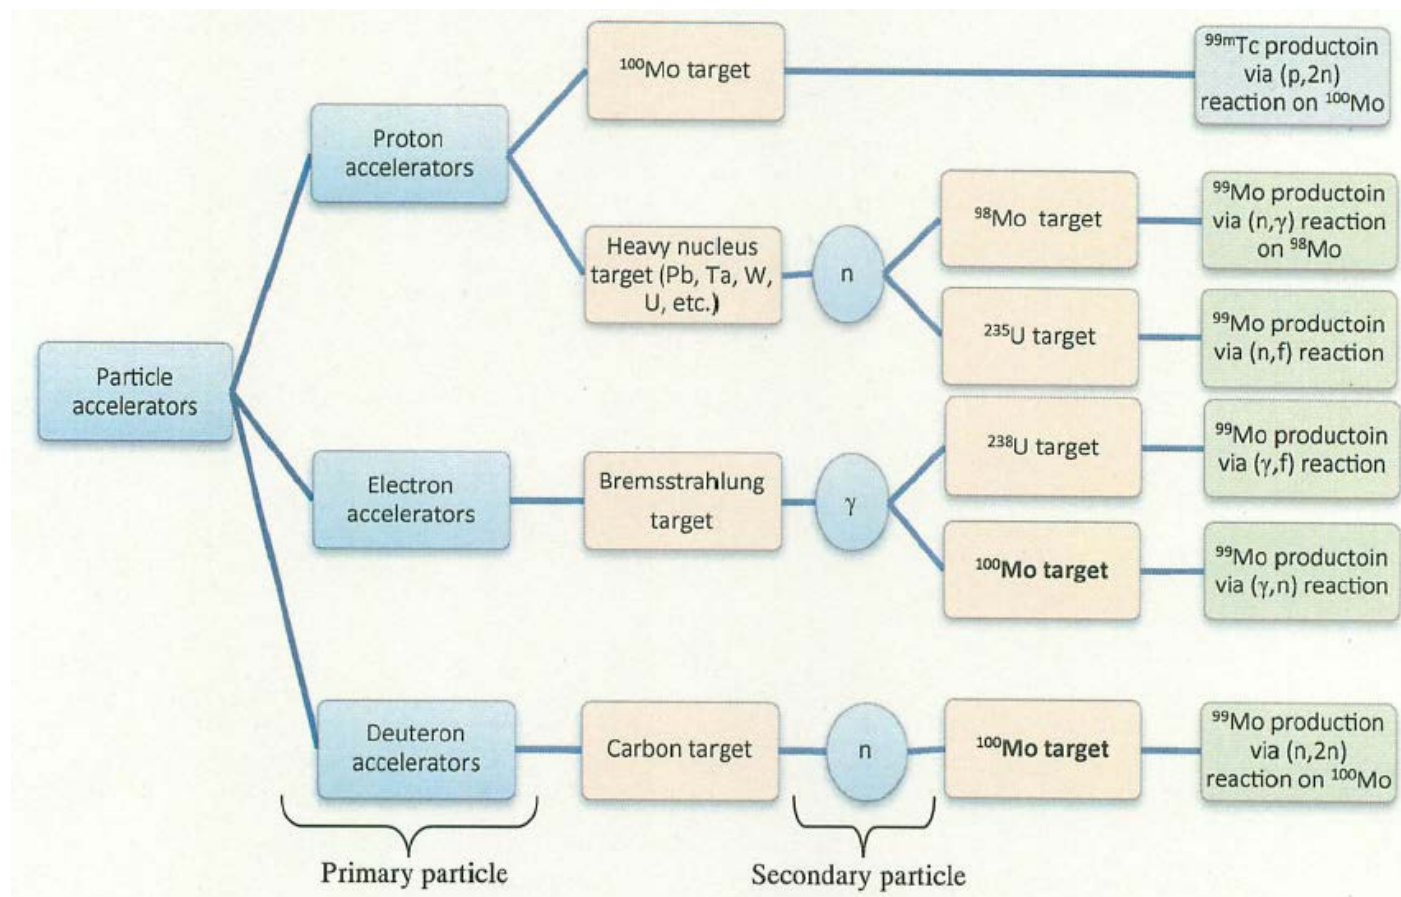 ¹⁰⁰Mo target
⁹⁹ᵐTc productoin
via (p,2n)
reaction on ¹⁰⁰Mo
Proton
accelerators
Heavy nucleus
target (Pb, Ta, W,
U, etc.)
n
⁹⁸Mo target
⁹⁹Mo productoin
via (n,γ) reaction
on ⁹⁸Mo
²³⁵U target
⁹⁹Mo productoin
via (n,f) reaction
Particle
accelerators
Electron
accelerators
Bremsstrahlung
target
γ
²³⁸U target
⁹⁹Mo productoin
via (γ,f) reaction
¹⁰⁰Mo target
⁹⁹Mo productoin
via (γ,n) reaction
Deuteron
accelerators
Carbon target
n
¹⁰⁰Mo target
⁹⁹Mo production
via (n,2n)
reaction on ¹⁰⁰Mo
Primary particle
Secondary particle